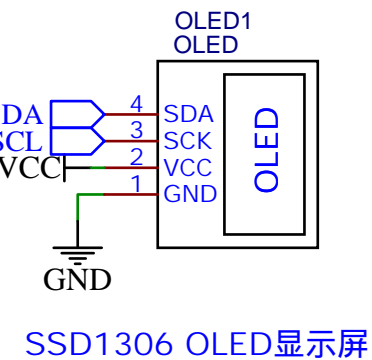 OLED1
OLED
DA
4
SDA
SCL
3
SCK
VCC
2
VCC
1
GND
OLED
GND
SSD1306 OLED显示屏